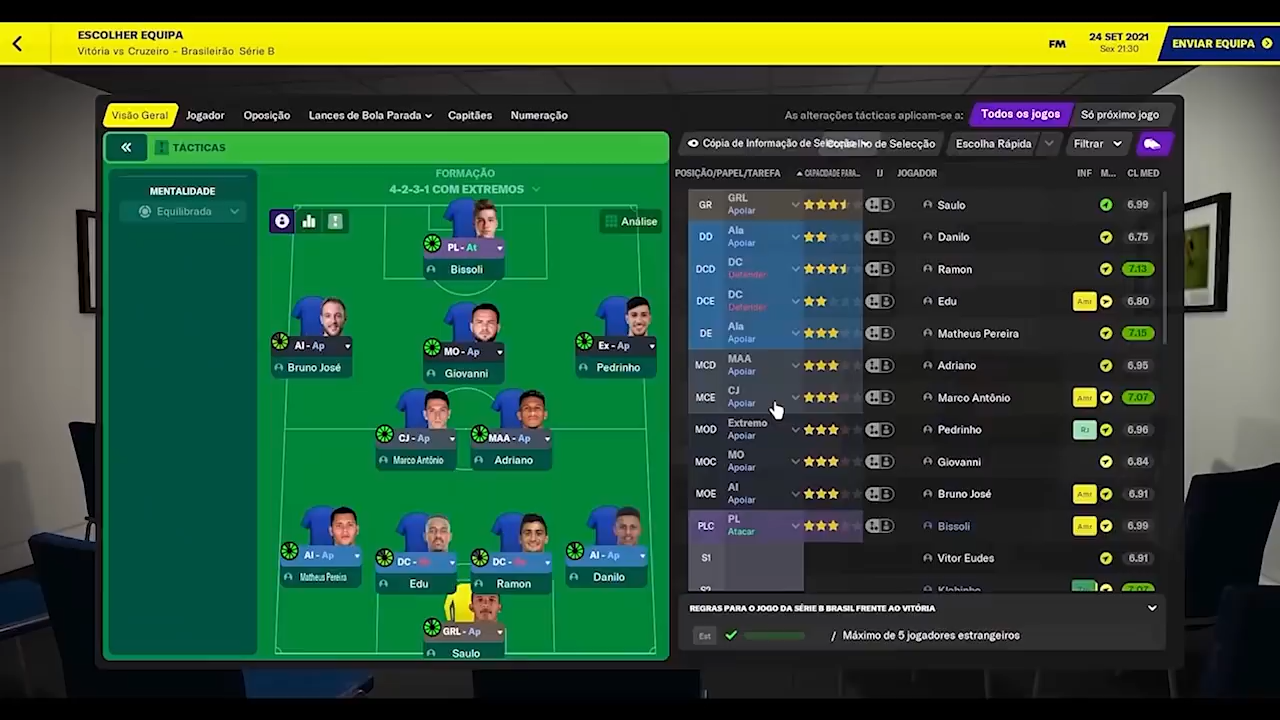 ESCOLHER EQUIPA
Vitória vs Cruzeiro - Brasileirão Série B
FM
24 SET 2021
Sex 21:30
ENVIAR EQUIPA
Visão Geral
Jogador
Oposição
Lances de Bola Parada
Capitães
Numeração
As alterações tácticas aplicam-se a:
Todos os jogos
Só próximo jogo
TÁCTICAS
MENTALIDADE
Equilibrada
FORMAÇÃO
4-2-3-1 COM EXTREMOS
Análise
PL - At
Bissoli
AI - Ap
Bruno José
MO - Ap
Giovanni
Ex - Ap
Pedrinho
CJ - Ap
Marco Antônio
MAA - Ap
Adriano
Al - Ap
Matheus Pereira
DC -
Edu
DC -
Ramon
Al - Ap
Danilo
GRL - Ap
Saulo
Cópia de Informação de Selecção
de Selecção
Escolha Rápida
Filtrar
POSIÇÃO/PAPEL/TAREFA
CAPACIDADE PARA...
IJ
JOGADOR
INF
M...
CL MED
GR GRL Apoiar Saulo 6.99
DD Ala Apoiar Danilo 6.75
DCD DC Defender Ramon 7.13
DCE DC Defender Edu Amr 6.80
DE Ala Apoiar Matheus Pereira 7.15
MCD MAA Apoiar Adriano 6.95
MCE CJ Apoiar Marco Antônio Amr 7.07
MOD Extremo Apoiar Pedrinho RJ 6.96
MOC MO Apoiar Giovanni 6.84
MOE AI Apoiar Bruno José Amr 6.91
PLC PL Atacar Bissoli Amr 6.99
S1 Vitor Eudes 6.91
REGRAS PARA O JOGO DA SÉRIE B BRASIL FRENTE AO VITÓRIA
Est
/ Máximo de 5 jogadores estrangeiros